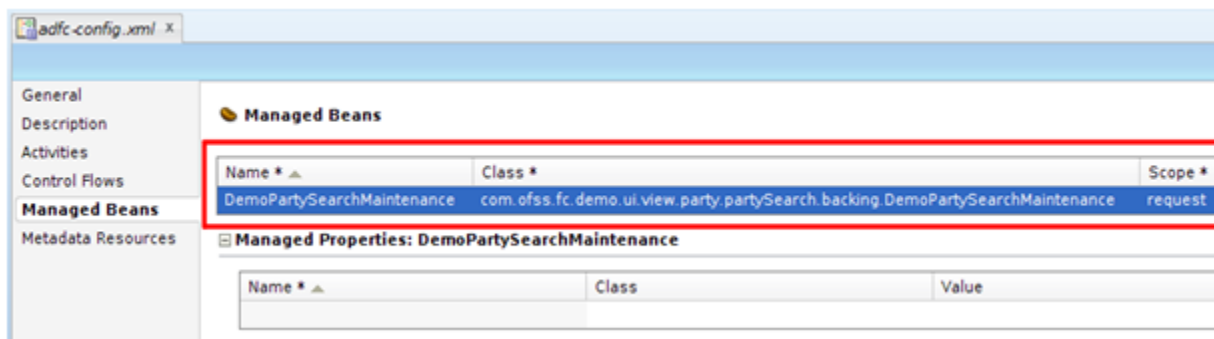 adfc-config.xml x
General
Description
Activities
Control Flows
Managed Beans
Metadata Resources
Managed Beans
Name * Class * Scope *
DemoPartySearchMaintenance com.ofss.fc.demo.ui.view.party.partySearch.backing.DemoPartySearchMaintenance request
Managed Properties: DemoPartySearchMaintenance
Name * Class Value